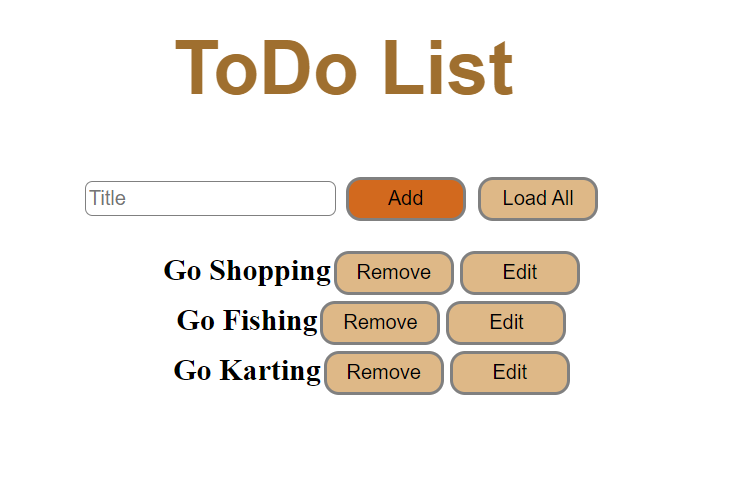 ToDo List
Title Add Load All
Go Shopping Remove Edit
Go Fishing Remove Edit
Go Karting Remove Edit